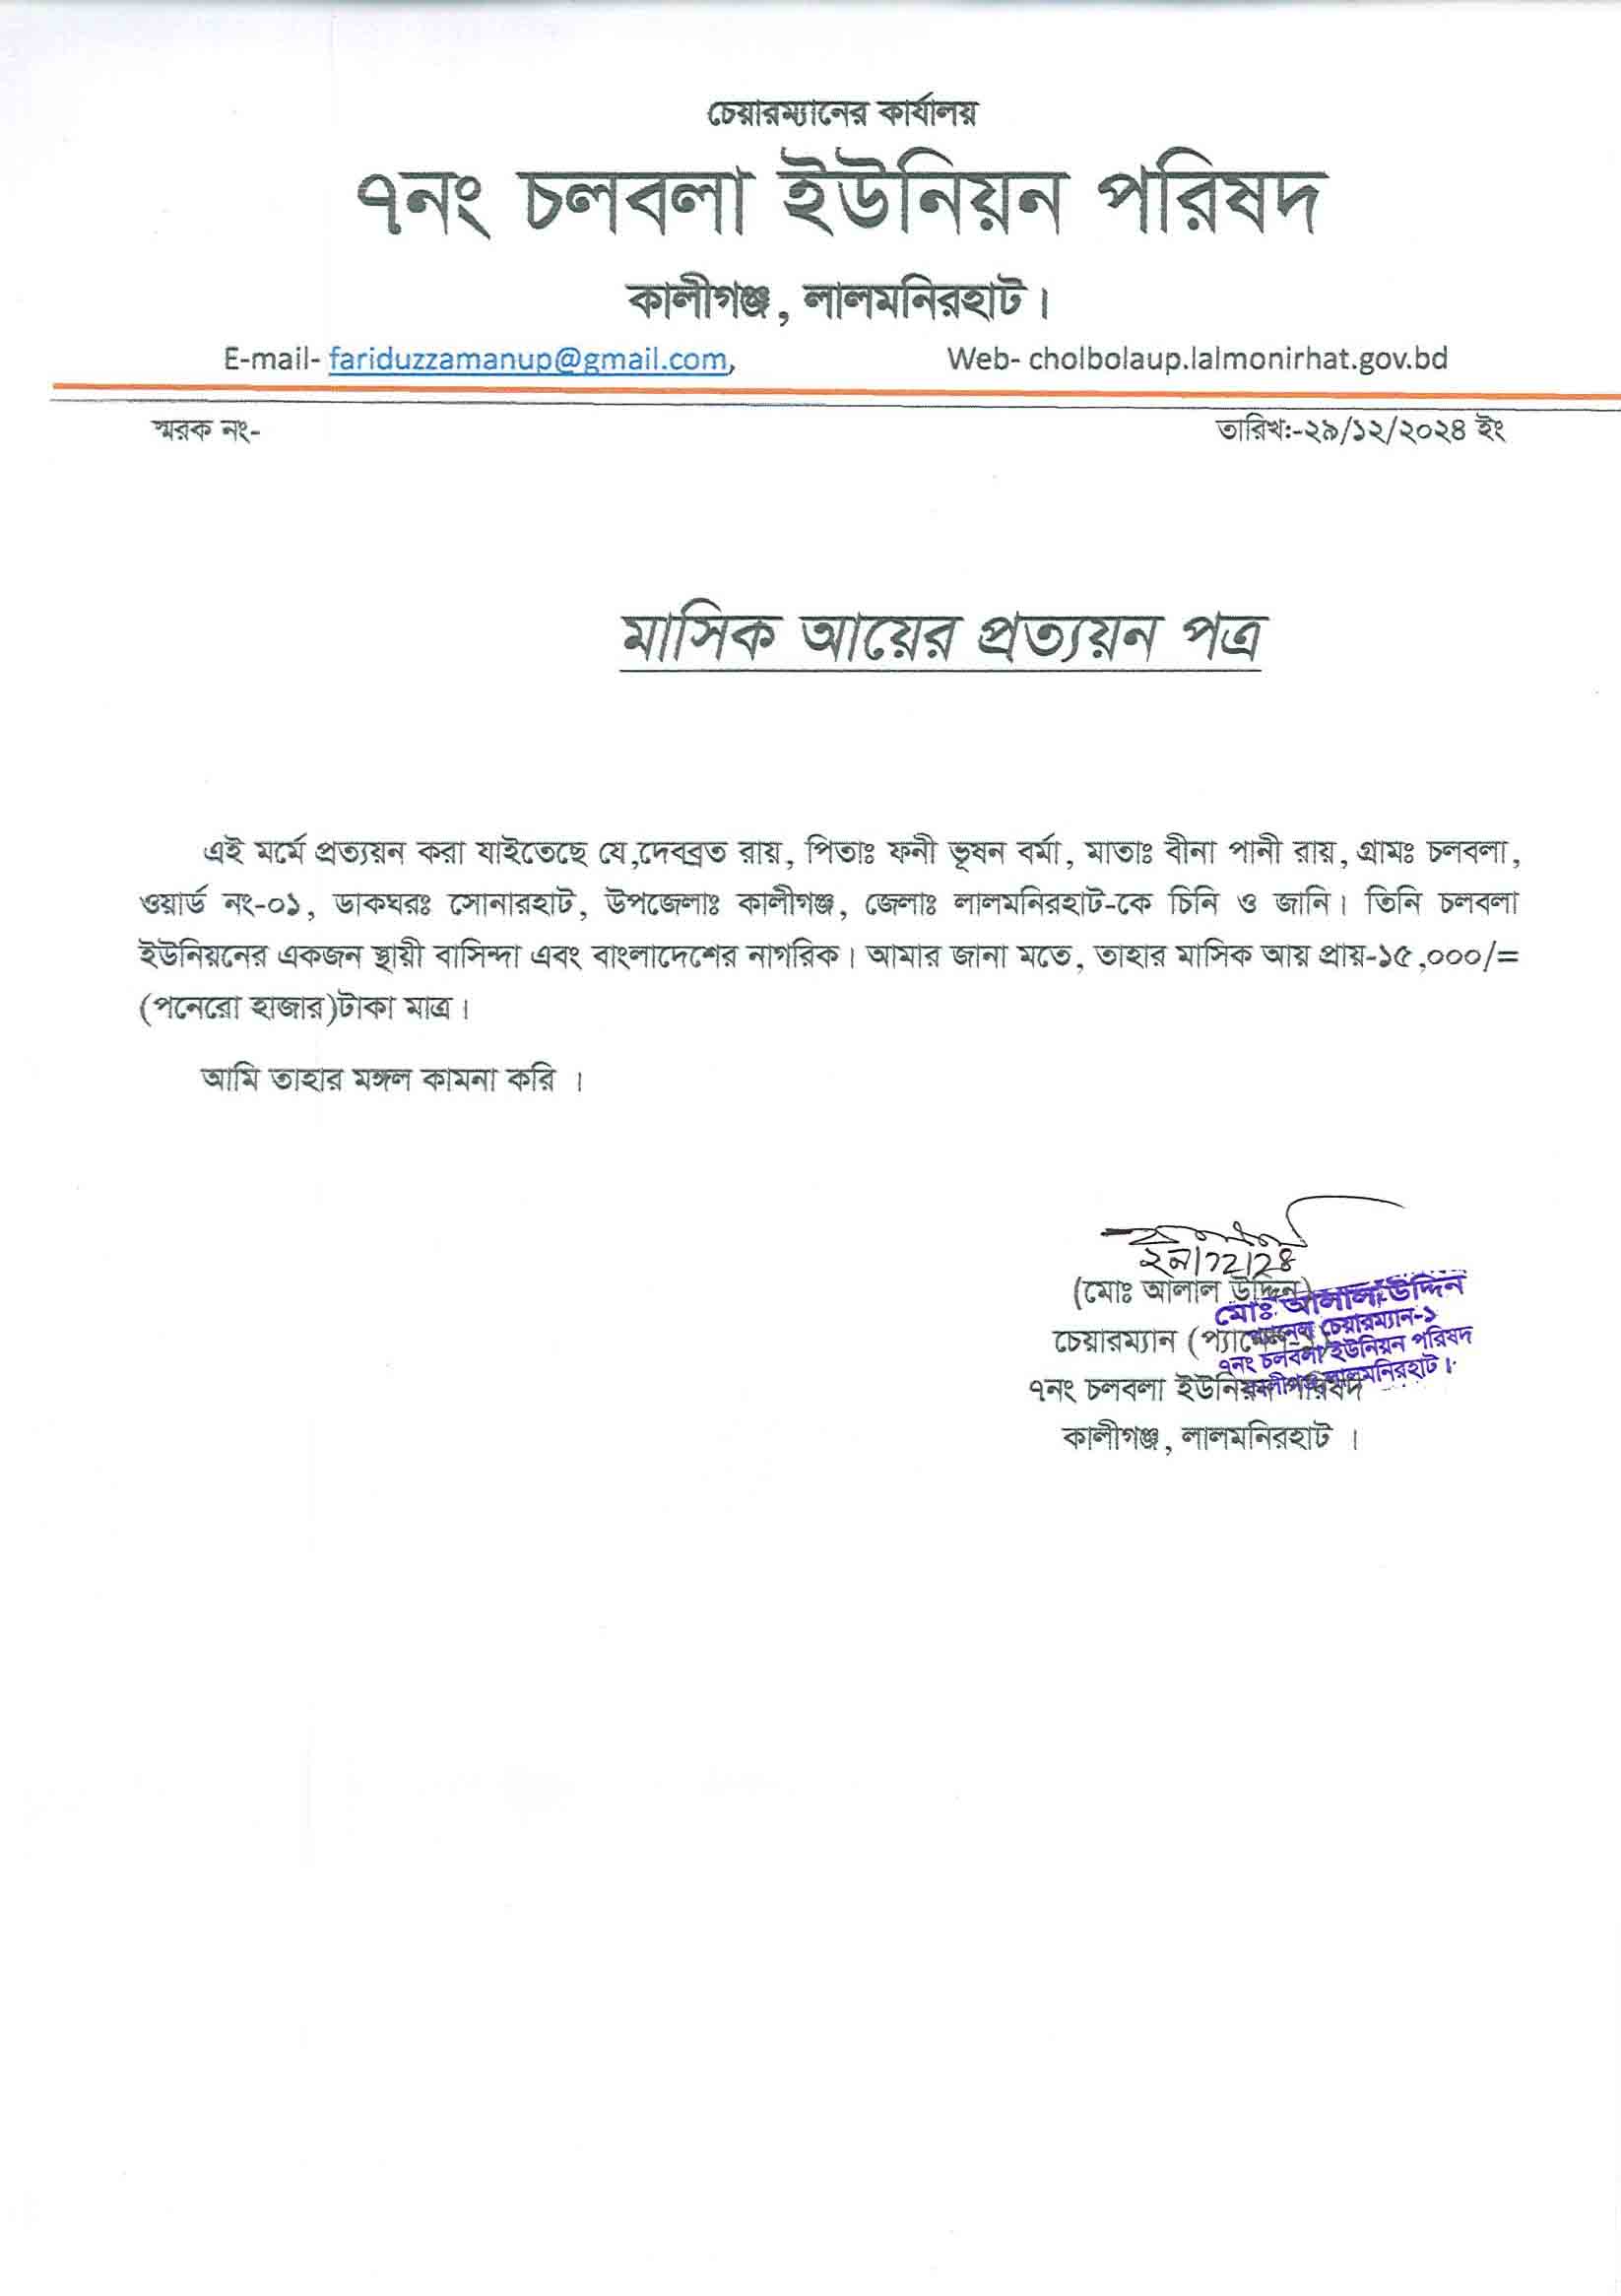 চেয়ারম্যানের কার্যালয়
৭নং চলবলা ইউনিয়ন পরিষদ
কালীগঞ্জ, লালমনিরহাট।
E-mail- fariduzzamanup@gmail.com, Web- cholbolaup.lalmonirhat.gov.bd
স্মরক নং- তারিখঃ-২৯/১২/২০২৪ ইং
মাসিক আয়ের প্রত্যয়ন পত্র
এই মর্মে প্রত্যয়ন করা যাইতেছে যে,দেবব্রত রায়, পিতাঃ ফনী ভূষন বর্মা, মাতাঃ বীনা পানী রায়, গ্রামঃ চলবলা,
ওয়ার্ড নং-০১, ডাকঘরঃ সোনারহাট, উপজেলাঃ কালীগঞ্জ, জেলাঃ লালমনিরহাট-কে চিনি ও জানি। তিনি চলবলা
ইউনিয়নের একজন স্থায়ী বাসিন্দা এবং বাংলাদেশের নাগরিক। আমার জানা মতে, তাহার মাসিক আয় প্রায়-১৫,০০০/=
(পনেরো হাজার)টাকা মাত্র।
আমি তাহার মঙ্গল কামনা করি ।
২৯/১২/২৪
(মোঃ আলাল উদ্দিন)
মোঃ আলাল উদ্দিন
প্যানেল চেয়ারম্যান-১
চেয়ারম্যান
৭নং চলবলা ইউনিয়ন পরিষদ
কালীগঞ্জ লালমনিরহাট।
৭নং চলবলা ইউনিয়ন পরিষদ
কালীগঞ্জ, লালমনিরহাট ।